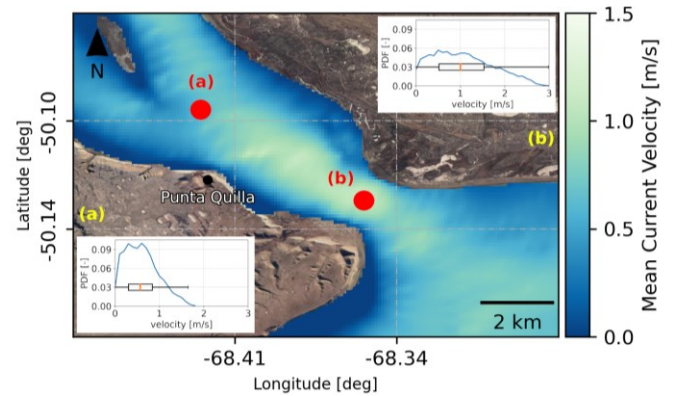 N
(a)
(b)
Punta Quilla
(a)
(b)
2 km
-50.10
-50.14
Latitude [deg]
-68.41
-68.34
Longitude [deg]
PDF [-]
0.09
0.06
0.03
0.00
0
1
2
3
velocity [m/s]
PDF [-]
0.09
0.06
0.03
0.00
0
1
2
3
velocity [m/s]
1.5
1.0
0.5
0.0
Mean Current Velocity [m/s]